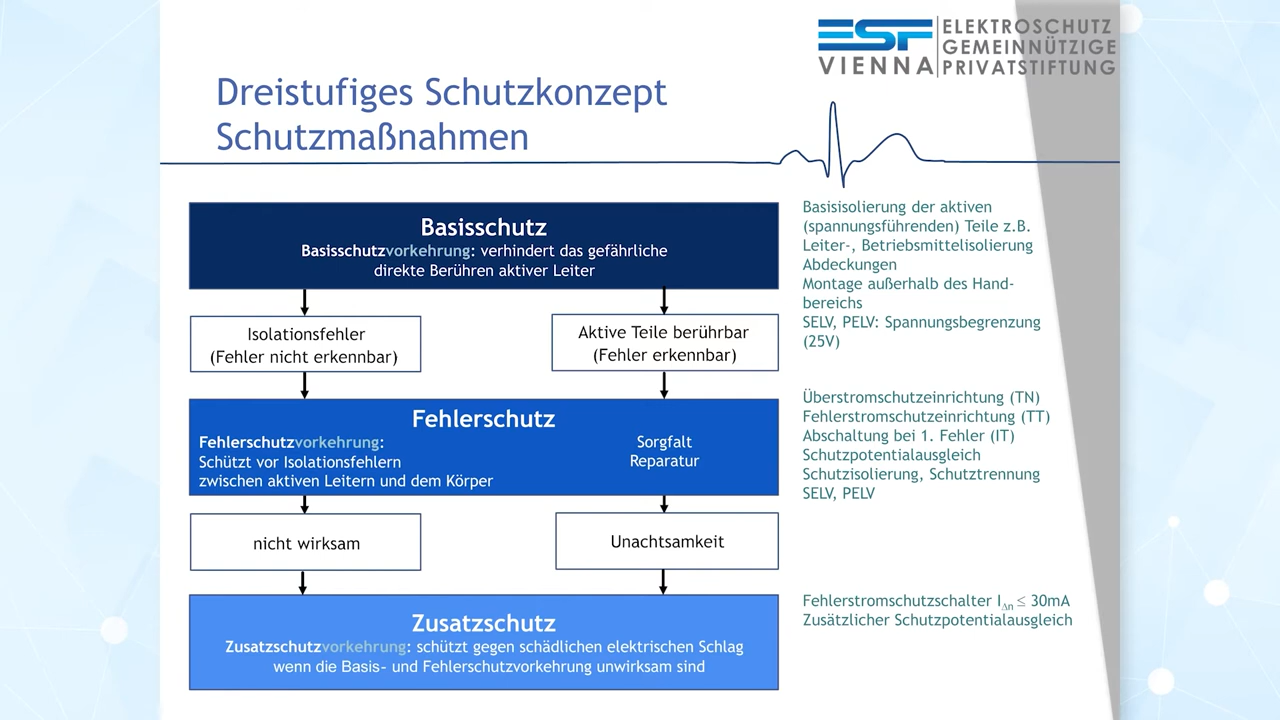 ESF VIENNA
ELEKTROSCHUTZ
GEMEINNÜTZIGE
PRIVATSTIFTUNG
Dreistufiges Schutzkonzept
Schutzmaßnahmen
Basisschutz
Basisschutzvorkehrung: verhindert das gefährliche
direkte Berühren aktiver Leiter
Basisisolierung der aktiven
(spannungsführenden) Teile z.B.
Leiter-, Betriebsmittelisolierung
Abdeckungen
Montage außerhalb des Hand-
bereichs
SELV, PELV: Spannungsbegrenzung
(25V)
Isolationsfehler
(Fehler nicht erkennbar)
Aktive Teile berührbar
(Fehler erkennbar)
Fehlerschutz
Fehlerschutzvorkehrung:
Schützt vor Isolationsfehlern
zwischen aktiven Leitern und dem Körper
Sorgfalt
Reparatur
Überstromschutzeinrichtung (TN)
Fehlerstromschutzeinrichtung (TT)
Abschaltung bei 1. Fehler (IT)
Schutzpotentialausgleich
Schutzisolierung, Schutztrennung
SELV, PELV
nicht wirksam
Unachtsamkeit
Zusatzschutz
Zusatzschutzvorkehrung: schützt gegen schädlichen elektrischen Schlag
wenn die Basis- und Fehlerschutzvorkehrung unwirksam sind
Fehlerstromschutzschalter IΔn ≤ 30mA
Zusätzlicher Schutzpotentialausgleich